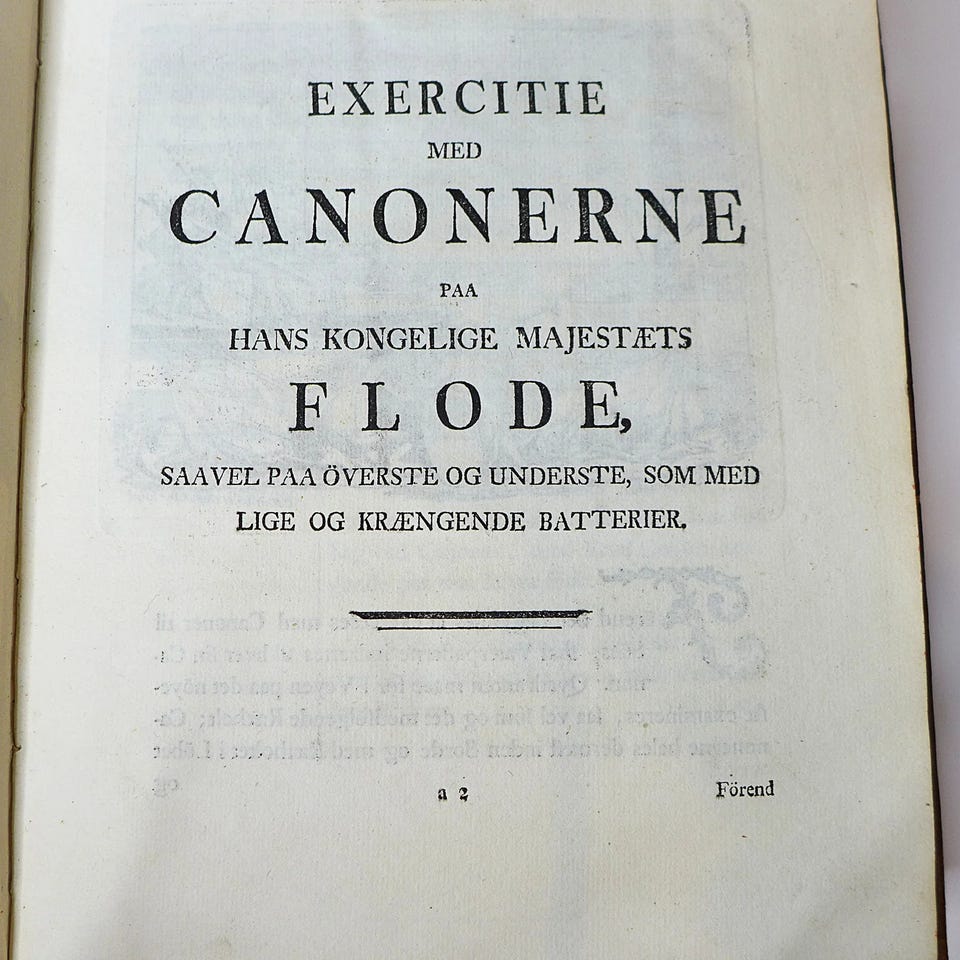 EXERCITIE
MED
CANONERNE
PAA
HANS KONGELIGE MAJESTÆTS
FLODE,
SAAVEL PAA ÖVERSTE OG UNDERSTE, SOM MED
LIGE OG KRÆNGENDE BATTERIER.
a 2 Förend